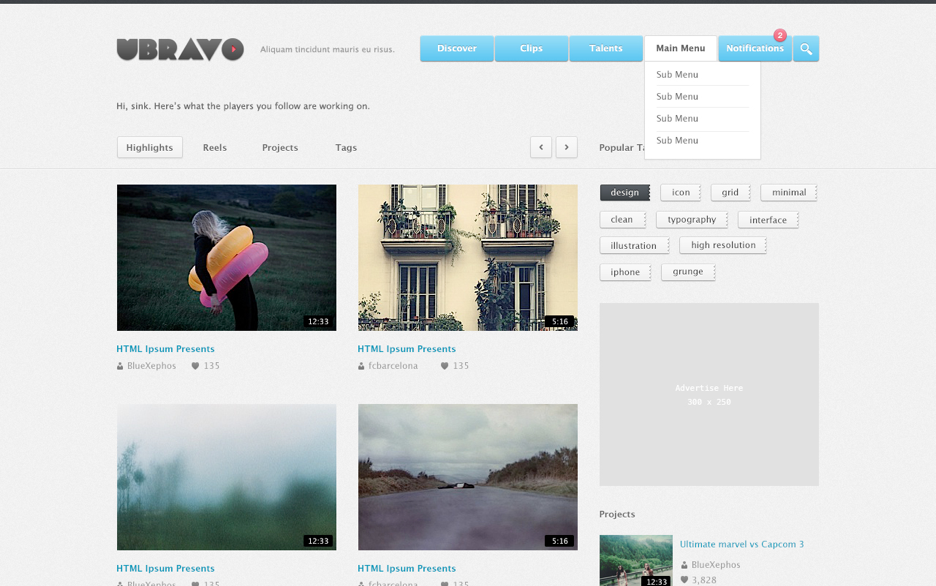 UBRAVO
Aliquam tincidunt mauris eu risus.
Discover
Clips
Talents
Main Menu
Notifications
2
Sub Menu
Sub Menu
Sub Menu
Sub Menu
Hi, sink. Here's what the players you follow are working on.
Highlights
Reels
Projects
Tags
Popular
12:33
HTML Ipsum Presents
BlueXephos
135
5:16
HTML Ipsum Presents
fcbarcelona
135
12:33
HTML Ipsum Presents
BlueXephos
135
5:16
HTML Ipsum Presents
fcbarcelona
135
design
icon
grid
minimal
clean
typography
interface
illustration
high resolution
iphone
grunge
Advertise Here
300 x 250
Projects
12:33
Ultimate marvel vs Capcom 3
BlueXephos
3,828